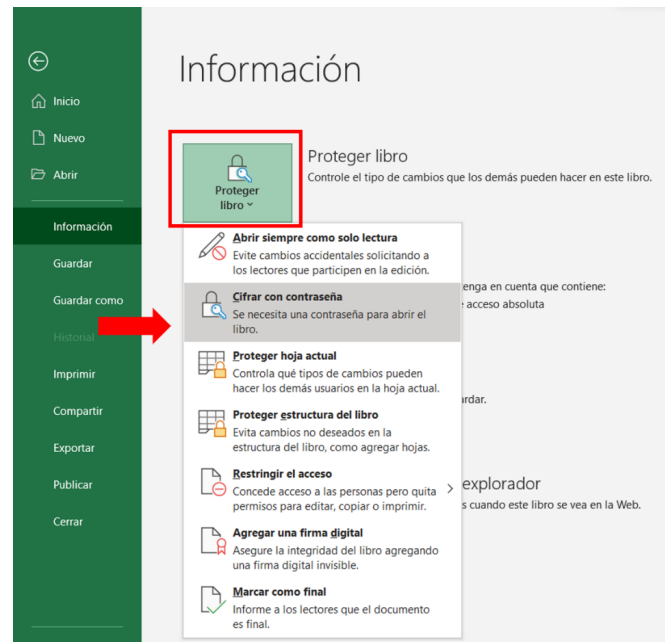 Información
Inicio
Nuevo
Abrir
Información
Guardar
Guardar como
Historial
Imprimir
Compartir
Exportar
Publicar
Cerrar
Proteger
libro
Proteger libro
Controle el tipo de cambios que los demás pueden hacer en este libro.
Abrir siempre como solo lectura
Evite cambios accidentales solicitando a
los lectores que participen en la edición.
Cifrar con contraseña
Se necesita una contraseña para abrir el
libro.
Proteger hoja actual
Controla qué tipos de cambios pueden
hacer los demás usuarios en la hoja actual.
Proteger estructura del libro
Evita cambios no deseados en la
estructura del libro, como agregar hojas.
Restringir el acceso
Concede acceso a las personas pero quita
permisos para editar, copiar o imprimir.
Agregar una firma digital
Asegure la integridad del libro agregando
una firma digital invisible.
Marcar como final
Informe a los lectores que el documento
es final.
enga en cuenta que contiene:
acceso absoluta
rdar.
explorador
s cuando este libro se vea en la Web.